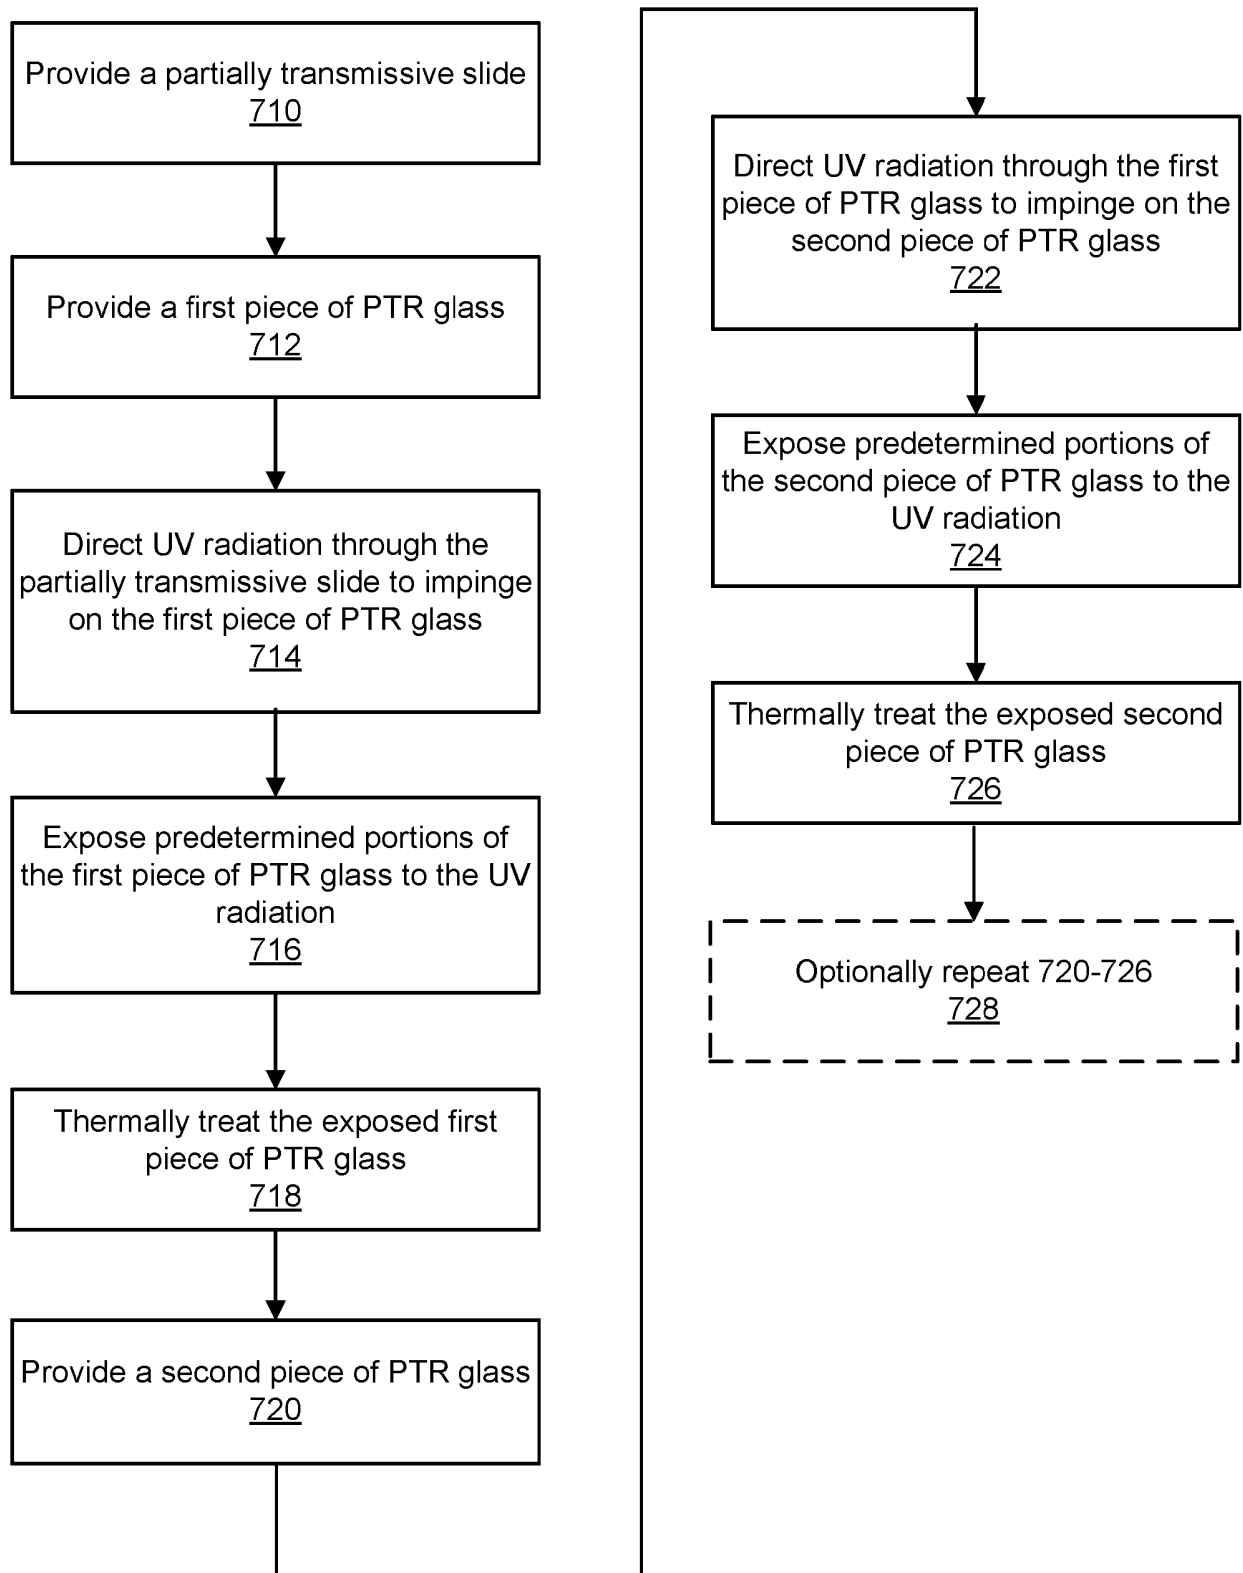 Provide a partially transmissive slide
710
Provide a first piece of PTR glass
712
Direct UV radiation through the
partially transmissive slide to impinge
on the first piece of PTR glass
714
Expose predetermined portions of
the first piece of PTR glass to the UV
radiation
716
Thermally treat the exposed first
piece of PTR glass
718
Provide a second piece of PTR glass
720
Direct UV radiation through the first
piece of PTR glass to impinge on the
second piece of PTR glass
722
Expose predetermined portions of
the second piece of PTR glass to the
UV radiation
724
Thermally treat the exposed second
piece of PTR glass
726
Optionally repeat 720-726
728